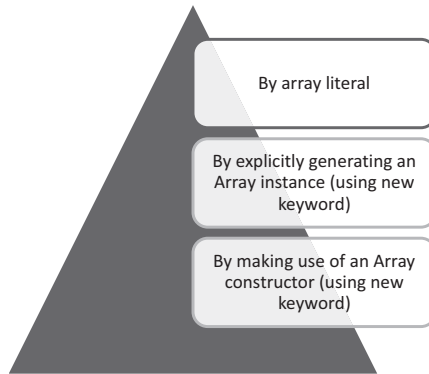 By array literal
By explicitly generating an
Array instance (using new
keyword)
By making use of an Array
constructor (using new
keyword)